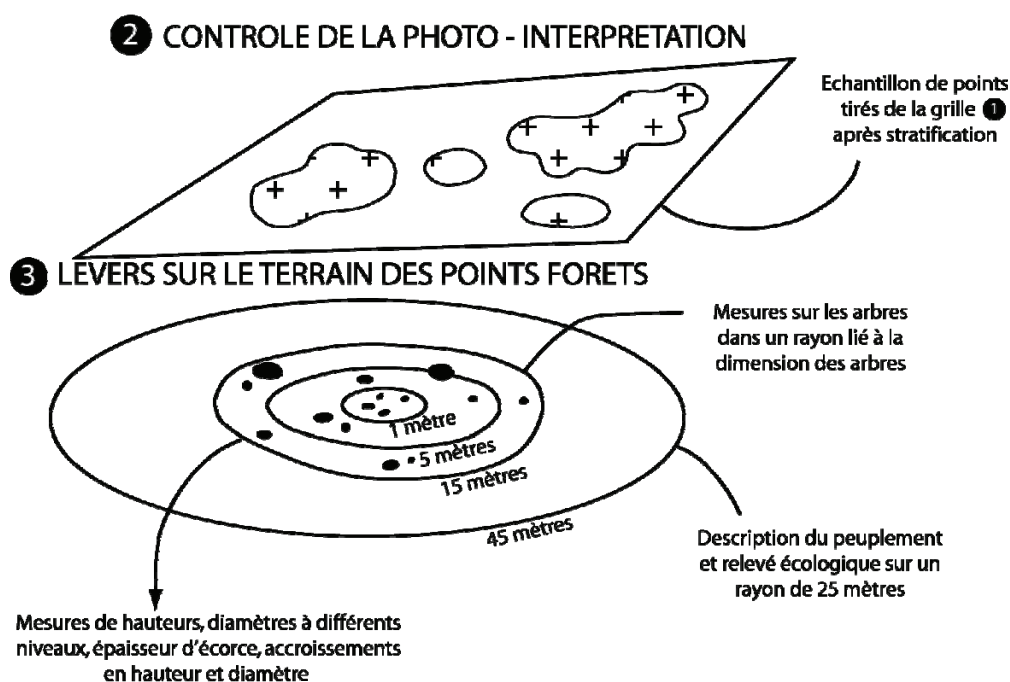 2 CONTROLE DE LA PHOTO - INTERPRETATION
Echantillon de points
tirés de la grille 1
après stratification
3 LEVERS SUR LE TERRAIN DES POINTS FORETS
Mesures sur les arbres
dans un rayon lié à la
dimension des arbres
1 mètre
5 mètres
15 mètres
45 mètres
Description du peuplement
et relevé écologique sur un
rayon de 25 mètres
Mesures de hauteurs, diamètres à différents
niveaux, épaisseur d'écorce, accroissements
en hauteur et diamètre